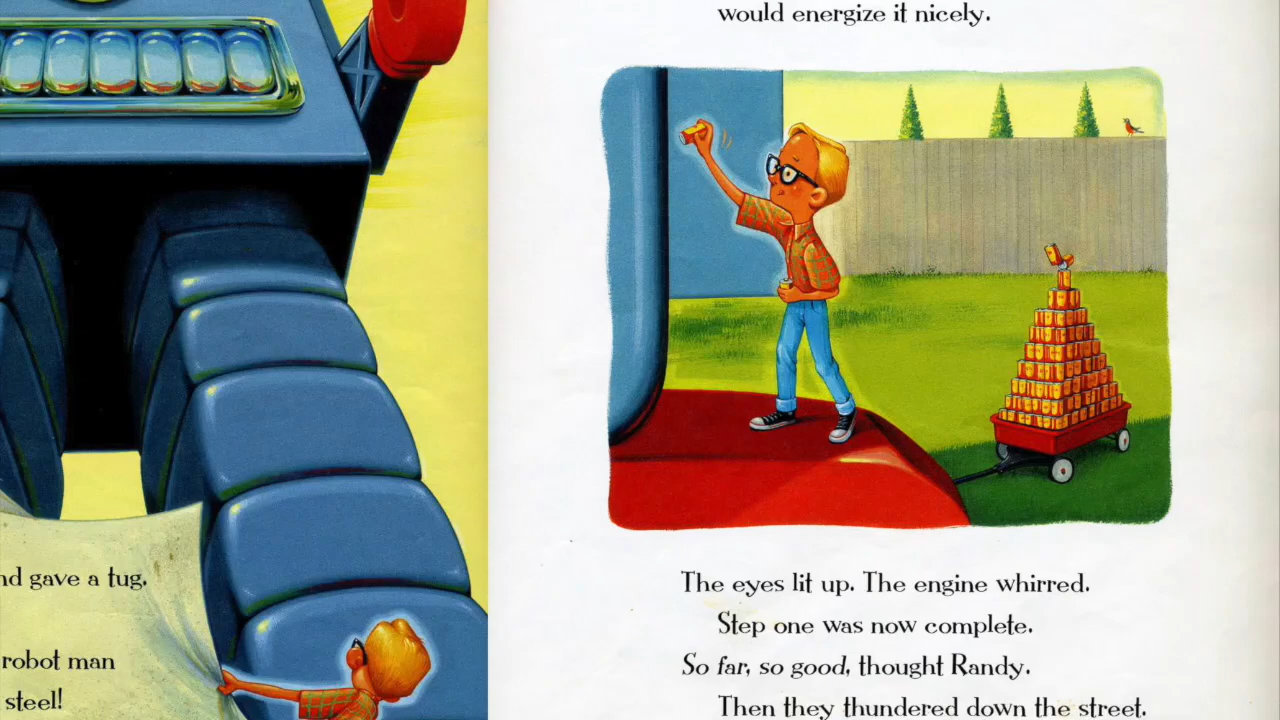 nd gave a tug.
robot man
steel!
would energize it nicely.
The eyes lit up. The engine whirred.
Step one was now complete.
So far, so good, thought Randy.
Then they thundered down the street.